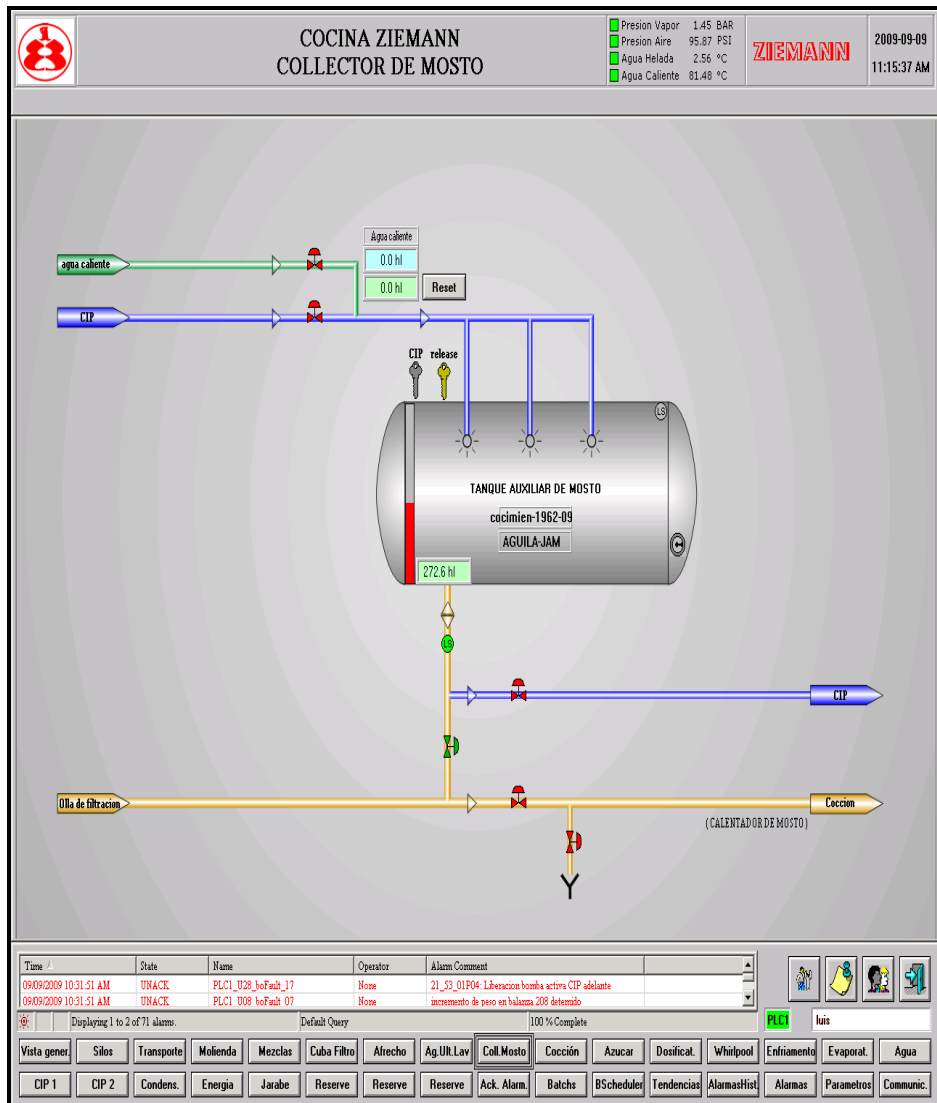 COCINA ZIEMANN
COLLECTOR DE MOSTO
Presion Vapor 1.45 BAR
Presion Aire 95.87 PSI
Agua Helada 2.56 °C
Agua Caliente 81.48 °C
ZIEMANN
2009-09-09
11:15:37 AM
Agua caliente
0.0 hl
0.0 hl Reset
agua caliente
CIP
CIP release
LS
TANQUE AUXILIAR DE MOSTO
cocimien-1962-09
AGUILA-JAM
272.6 hl
LS
CIP
Olla de filtracion
Coccion
( CALENTADOR DE MOSTO )
Time State Name Operator Alarm Comment
09/09/2009 10:31:51 AM UNACK PLC1_U28_boFault_17 None 21_53_01P04: Liberacion bomba activa CIP adelante
09/09/2009 10:31:51 AM UNACK PLC1_U08_boFault_07 None incremento de peso en balanza 208 detenido
Displaying 1 to 2 of 71 alarms. Default Query 100 % Complete
PLC1 luis
Vista gener. Silos Transporte Molienda Mezclas Cuba Filtro Afrecho Ag.Ult.Lav Coll.Mosto Cocción Azucar Dosificat. Whirlpool Enfriamento Evaporat. Agua
CIP 1 CIP 2 Condens. Energia Jarabe Reserve Reserve Reserve Ack. Alarm. Batchs BScheduler Tendencias AlarmasHist. Alarmas Parametros Communic.